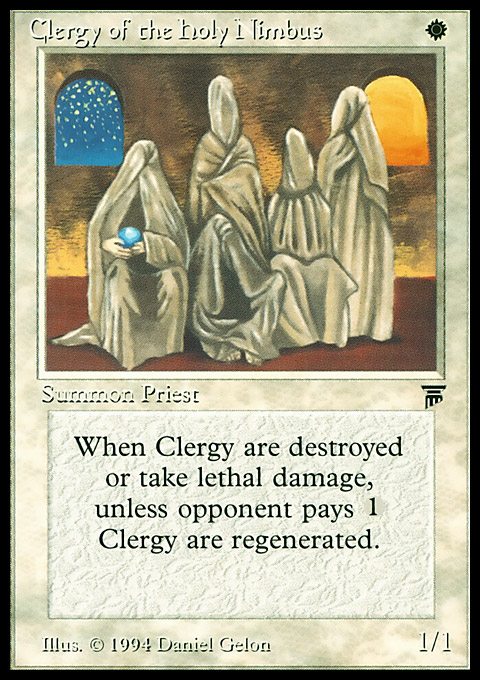 Clergy of the Holy Nimbus
Summon Priest
When Clergy are destroyed
or take lethal damage,
unless opponent pays 1
Clergy are regenerated.
Illus. © 1994 Daniel Gelon
1/1